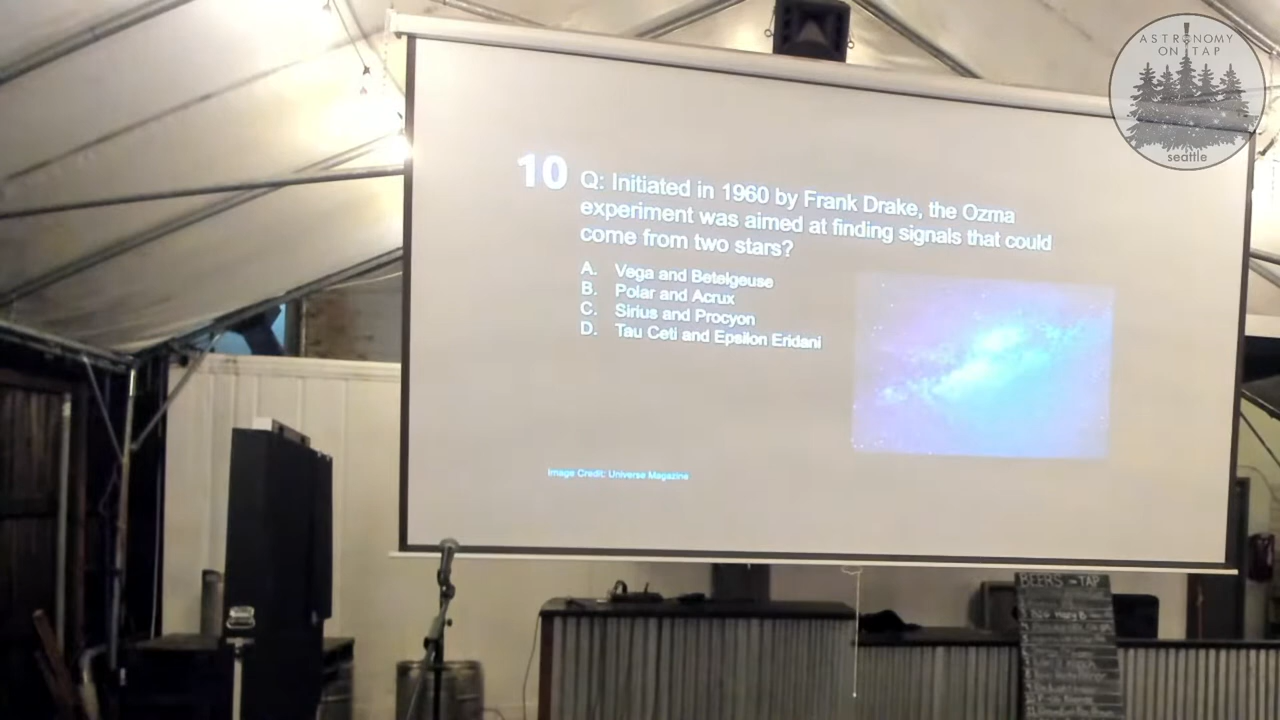 ASTRONOMY
ON TAP
seattle
10 Q: Initiated in 1960 by Frank Drake, the Ozma
experiment was aimed at finding signals that could
come from two stars?
A. Vega and Betelgeuse
B. Polar and Acrux
C. Sirius and Procyon
D. Tau Ceti and Epsilon Eridani
Image Credit: Universe Magazine
BEERS on TAP